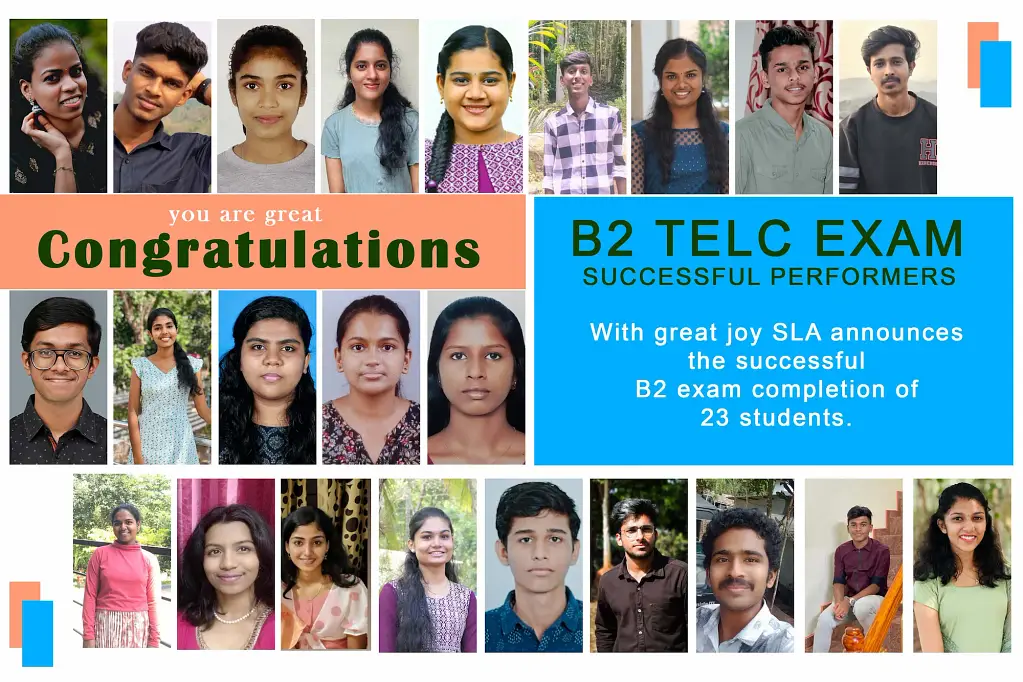 you are great
Congratulations
B2 TELC EXAM
SUCCESSFUL PERFORMERS
With great joy SLA announces
the successful
B2 exam completion of
23 students.
H